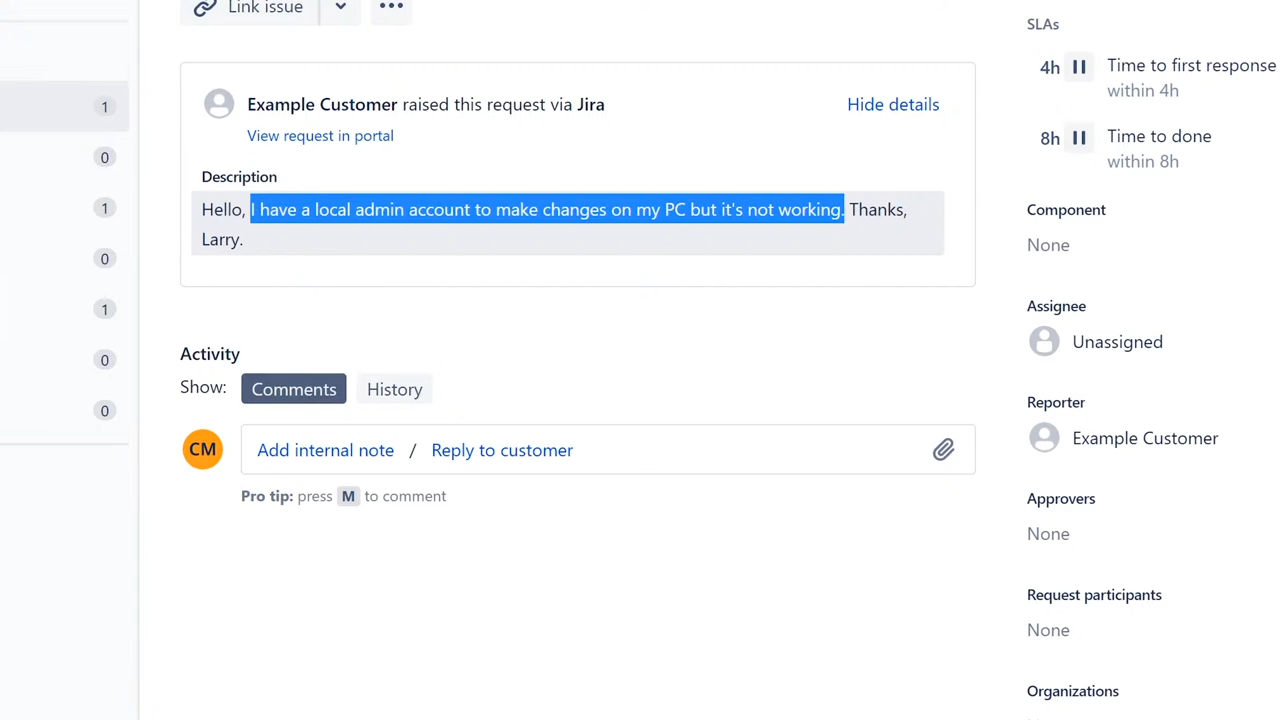 Link issue
Example Customer raised this request via Jira
Hide details
View request in portal
Description
Hello, I have a local admin account to make changes on my PC but it's not working. Thanks,
Larry.
Activity
Show: Comments History
CM Add internal note / Reply to customer
Pro tip: press M to comment
1
0
1
0
1
0
0
SLAs
4h Time to first response
within 4h
8h Time to done
within 8h
Component
None
Assignee
Unassigned
Reporter
Example Customer
Approvers
None
Request participants
None
Organizations